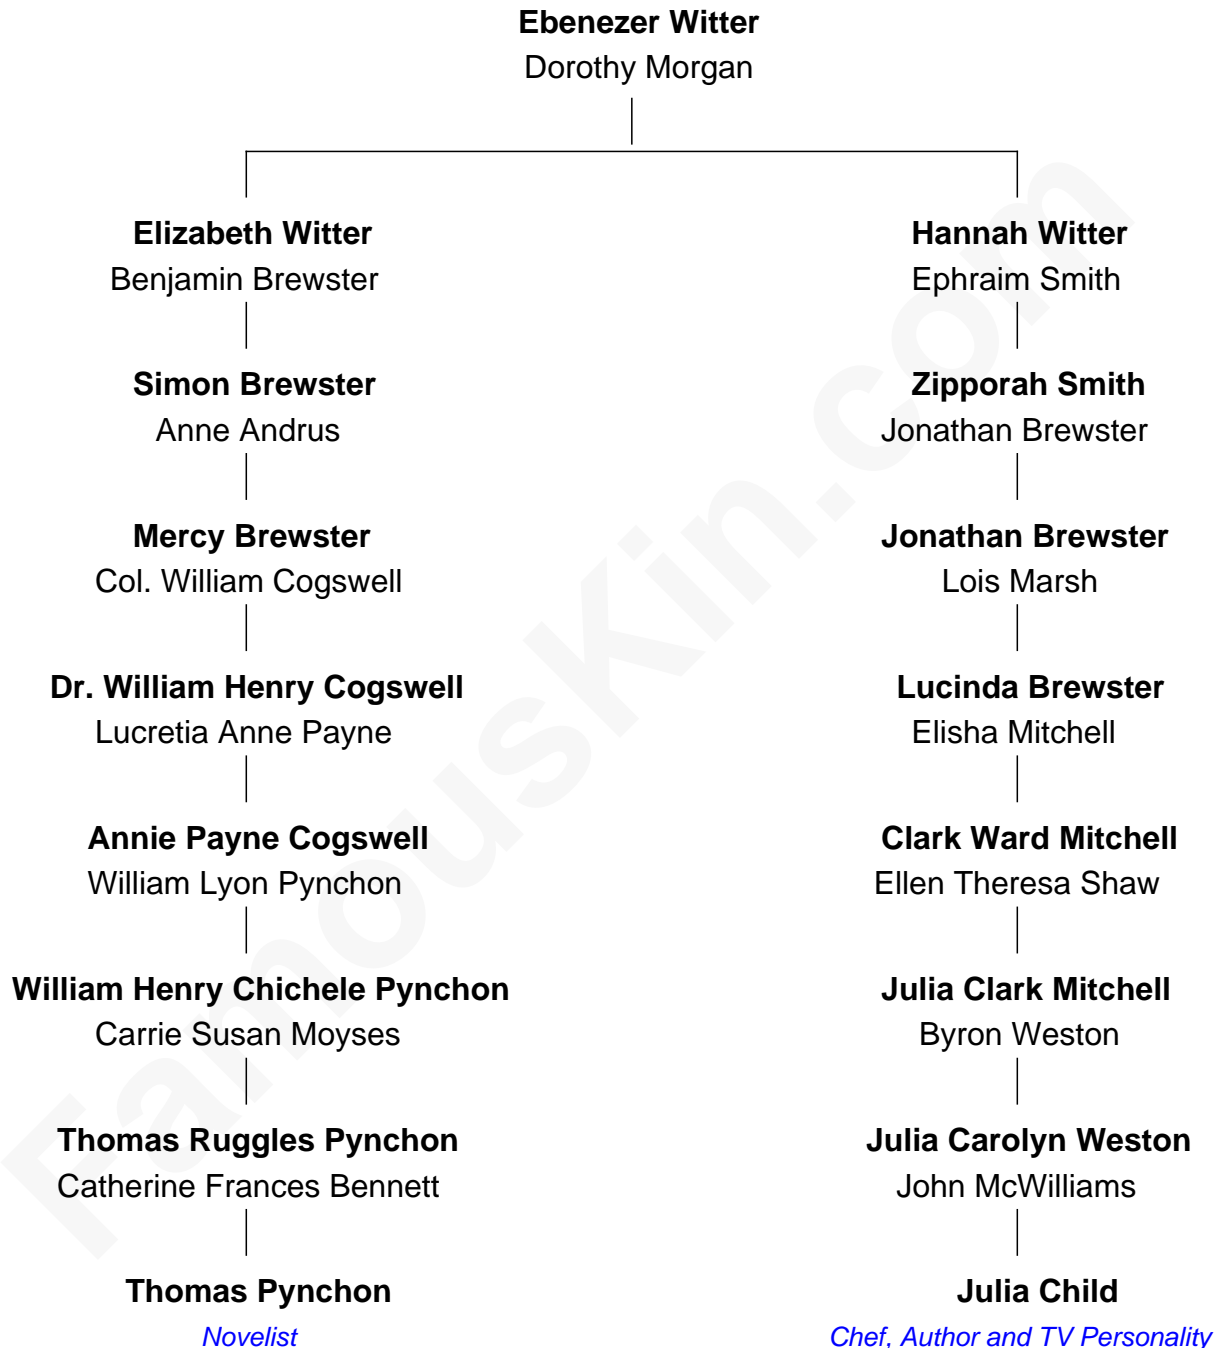 Ebenezer Witter
Dorothy Morgan
Elizabeth Witter
Benjamin Brewster
Hannah Witter
Ephraim Smith
Simon Brewster
Anne Andrus
Zipporah Smith
Jonathan Brewster
Mercy Brewster
Col. William Cogswell
Jonathan Brewster
Lois Marsh
Dr. William Henry Cogswell
Lucretia Anne Payne
Lucinda Brewster
Elisha Mitchell
Annie Payne Cogswell
William Lyon Pynchon
Clark Ward Mitchell
Ellen Theresa Shaw
William Henry Chichele Pynchon
Carrie Susan Moyses
Julia Clark Mitchell
Byron Weston
Thomas Ruggles Pynchon
Catherine Frances Bennett
Julia Carolyn Weston
John McWilliams
Thomas Pynchon
Novelist
Julia Child
Chef, Author and TV Personality
FamousKin.com